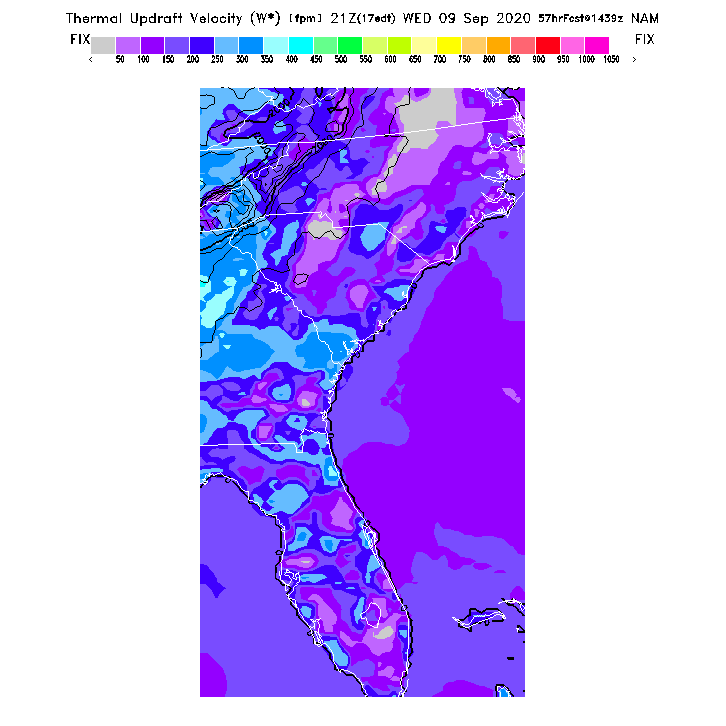 Thermal Updraft Velocity (W*) [fpm] 21Z(17edt) WED 09 Sep 2020 57hrFcst@1439z NAM
FIX FIX
< 50 100 150 200 250 300 350 400 450 500 550 600 650 700 750 800 850 900 950 1000 1050 >